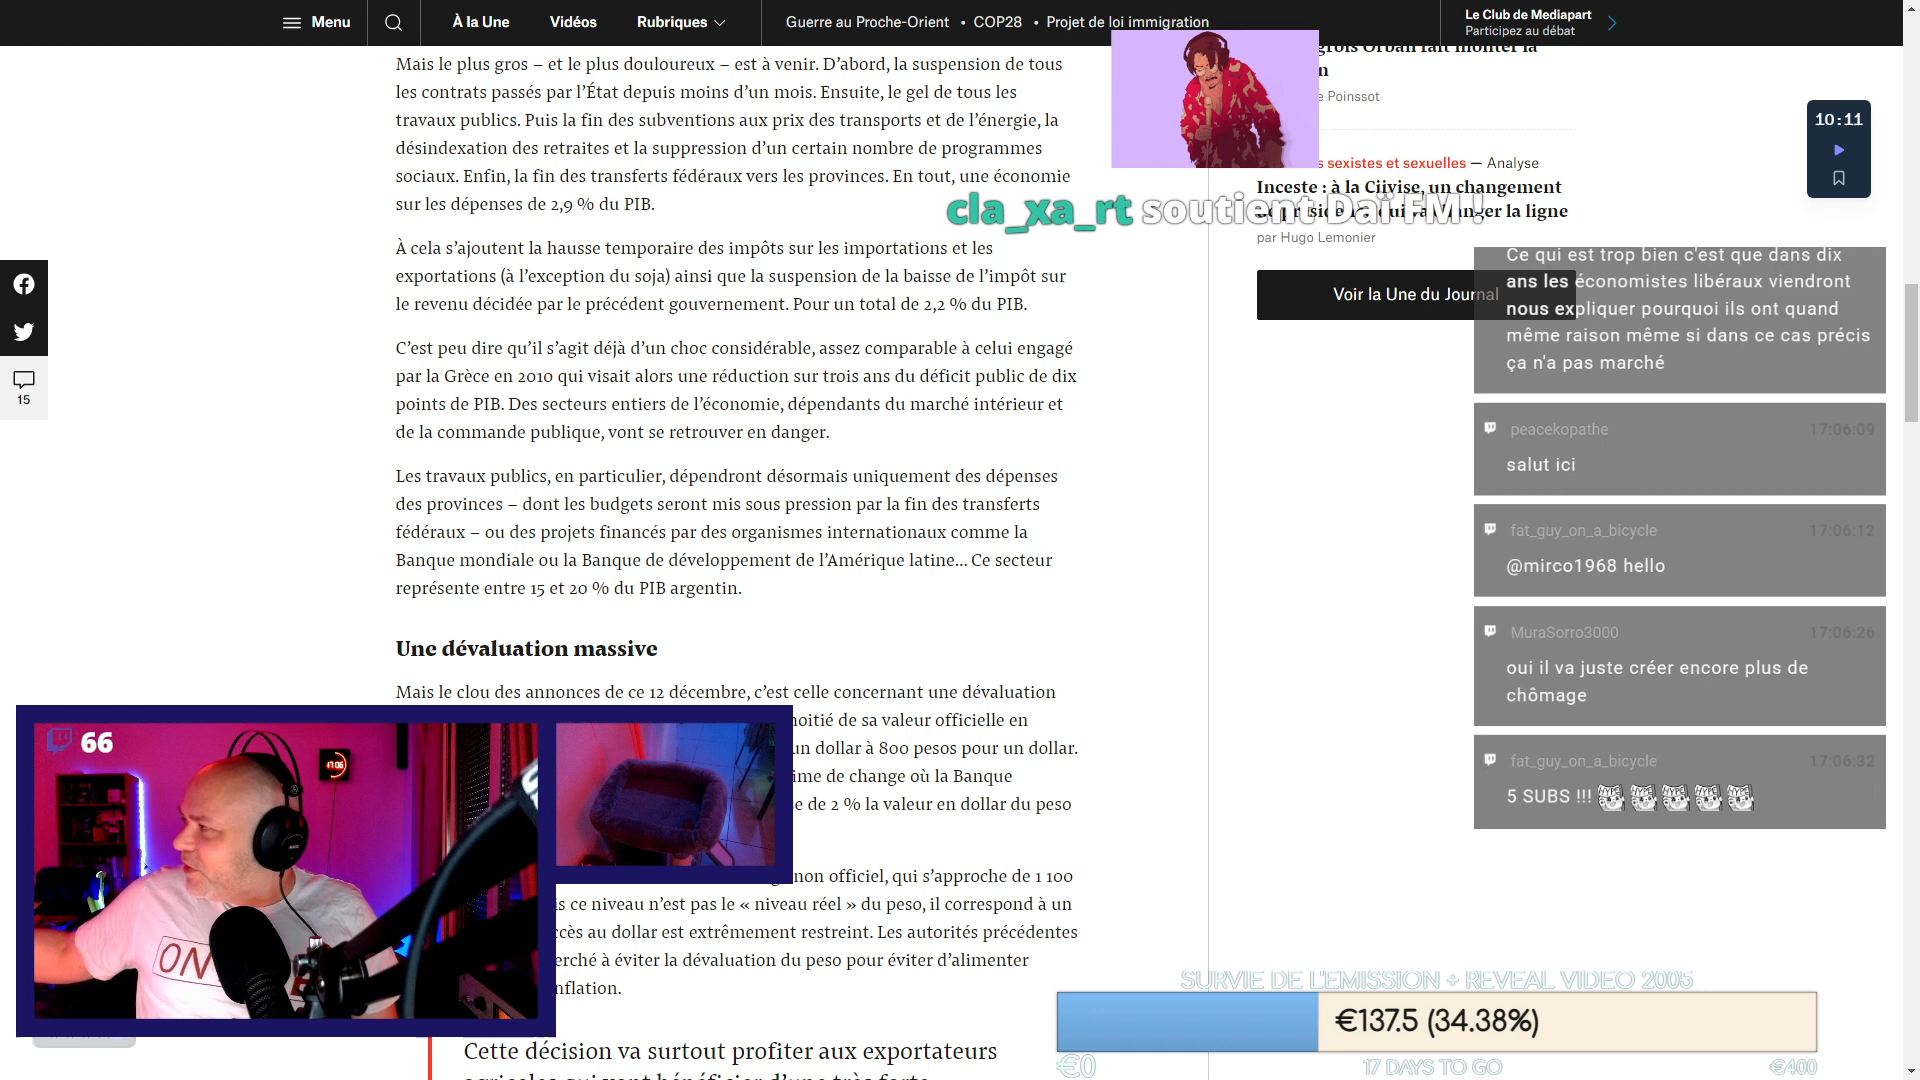 Menu
À la Une
Vidéos
Rubriques
Guerre au Proche-Orient • COP28 • Projet de loi immigration
Le Club de Mediapart
Participez au débat
Mais le plus gros – et le plus douloureux – est à venir. D’abord, la suspension de tous
les contrats passés par l’État depuis moins d’un mois. Ensuite, le gel de tous les
travaux publics. Puis la fin des subventions aux prix des transports et de l’énergie, la
désindexation des retraites et la suppression d’un certain nombre de programmes
sociaux. Enfin, la fin des transferts fédéraux vers les provinces. En tout, une économie
sur les dépenses de 2,9 % du PIB.
À cela s’ajoutent la hausse temporaire des impôts sur les importations et les
exportations (à l’exception du soja) ainsi que la suspension de la baisse de l’impôt sur
le revenu décidée par le précédent gouvernement. Pour un total de 2,2 % du PIB.
C’est peu dire qu’il s’agit déjà d’un choc considérable, assez comparable à celui engagé
par la Grèce en 2010 qui visait alors une réduction sur trois ans du déficit public de dix
points de PIB. Des secteurs entiers de l’économie, dépendants du marché intérieur et
de la commande publique, vont se retrouver en danger.
Les travaux publics, en particulier, dépendront désormais uniquement des dépenses
des provinces – dont les budgets seront mis sous pression par la fin des transferts
fédéraux – ou des projets financés par des organismes internationaux comme la
Banque mondiale ou la Banque de développement de l’Amérique latine… Ce secteur
représente entre 15 et 20 % du PIB argentin.
Une dévaluation massive
Mais le clou des annonces de ce 12 décembre, c’est celle concernant une dévaluation
moitié de sa valeur officielle en
un dollar à 800 pesos pour un dollar.
ime de change où la Banque
e de 2 % la valeur en dollar du peso
non officiel, qui s’approche de 1 100
is ce niveau n’est pas le « niveau réel » du peso, il correspond à un
ccès au dollar est extrêmement restreint. Les autorités précédentes
erché à éviter la dévaluation du peso pour éviter d’alimenter
nflation.
Cette décision va surtout profiter aux exportateurs
15
Orban fait monter la
n
e Poinssot
s sexistes et sexuelles — Analyse
Inceste : à la Ciivise, un changement
ger la ligne
par Hugo Lemonier
cla_xa_rt soutient Daï FM !
Voir la Une du Journal
10:11
Ce qui est trop bien c'est que dans dix
ans les économistes libéraux viendront
nous expliquer pourquoi ils ont quand
même raison même si dans ce cas précis
ça n'a pas marché
peacekopathe 17:06:09
salut ici
fat_guy_on_a_bicycle 17:06:12
@mirco1968 hello
MuraSorro3000 17:06:26
oui il va juste créer encore plus de
chômage
fat_guy_on_a_bicycle 17:06:32
5 SUBS !!!
66
17:06
ON
SURVIE DE L'EMISSION + REVEAL VIDEO 2005
€137.5 (34.38%)
€0
17 DAYS TO GO
€400